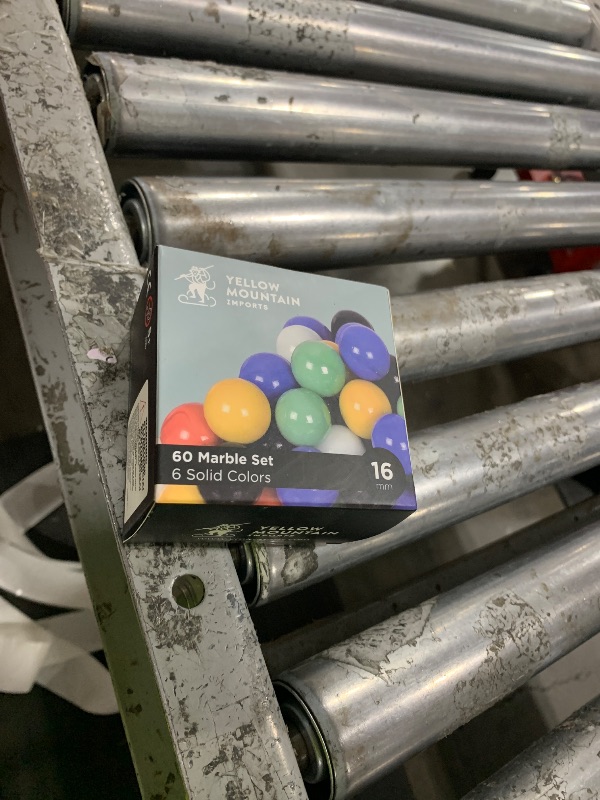 YELLOW
MOUNTAIN
IMPORTS
60 Marble Set
6 Solid Colors
16
mm
YELLOW
MOUNTAIN